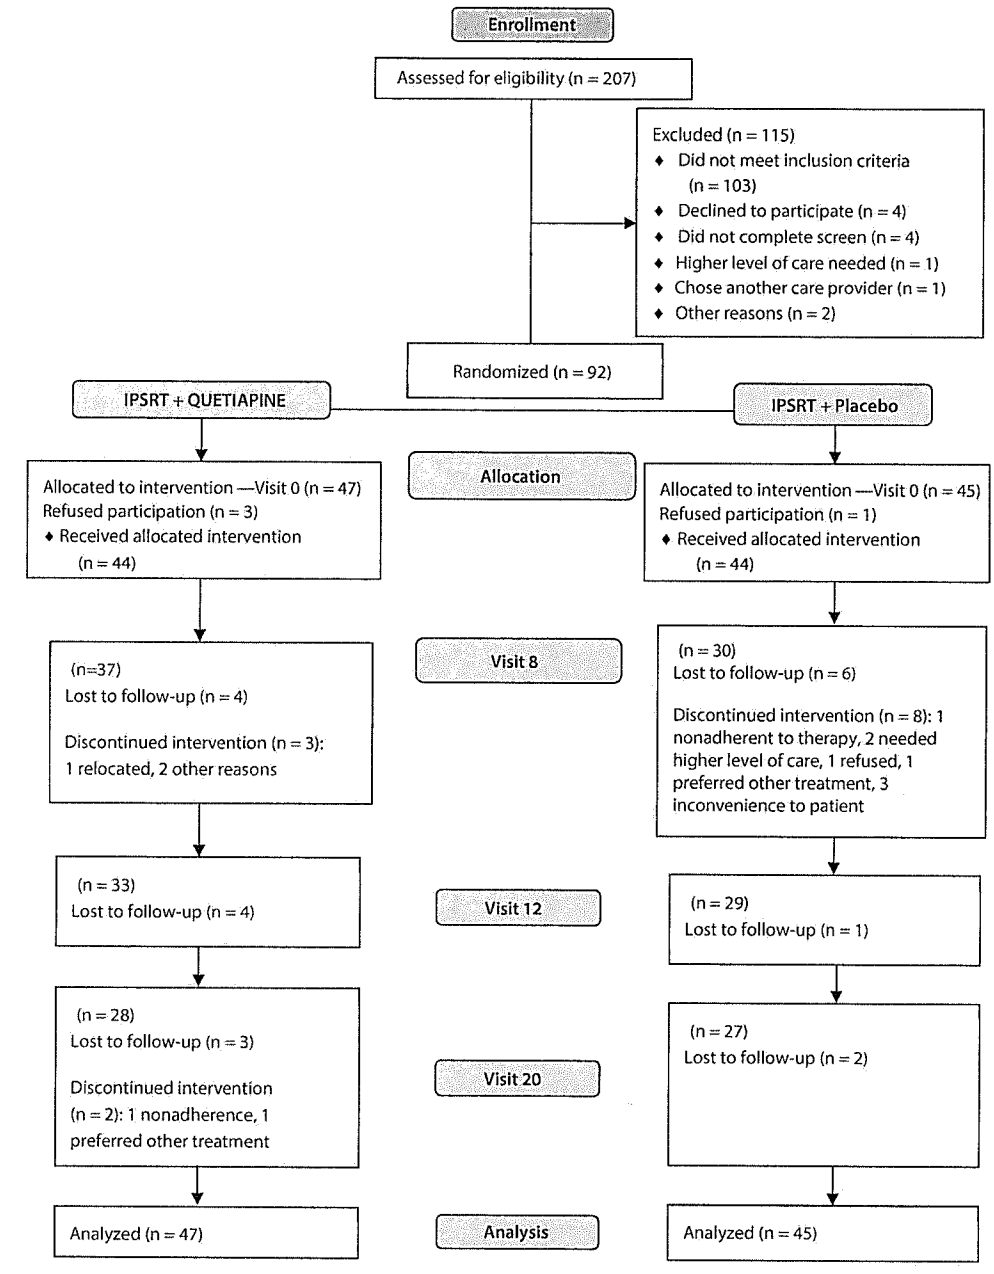 Enrollment
Assessed for eligibility (n = 207)
Excluded (n = 115)
♦ Did not meet inclusion criteria
(n = 103)
♦ Declined to participate (n = 4)
♦ Did not complete screen (n = 4)
♦ Higher level of care needed (n = 1)
♦ Chose another care provider (n = 1)
♦ Other reasons (n = 2)
Randomized (n = 92)
IPSRT + QUETIAPINE
IPSRT + Placebo
Allocation
Allocated to intervention —Visit 0 (n = 47)
Refused participation (n = 3)
♦ Received allocated intervention
(n = 44)
Allocated to intervention —Visit 0 (n = 45)
Refused participation (n = 1)
♦ Received allocated intervention
(n = 44)
Visit 8
(n=37)
Lost to follow-up (n = 4)
Discontinued intervention (n = 3):
1 relocated, 2 other reasons
(n = 30)
Lost to follow-up (n = 6)
Discontinued intervention (n = 8): 1
nonadherent to therapy, 2 needed
higher level of care, 1 refused, 1
preferred other treatment, 3
inconvenience to patient
Visit 12
(n = 33)
Lost to follow-up (n = 4)
(n = 29)
Lost to follow-up (n = 1)
Visit 20
(n = 28)
Lost to follow-up (n = 3)
Discontinued intervention
(n = 2): 1 nonadherence, 1
preferred other treatment
(n = 27)
Lost to follow-up (n = 2)
Analysis
Analyzed (n = 47)
Analyzed (n = 45)